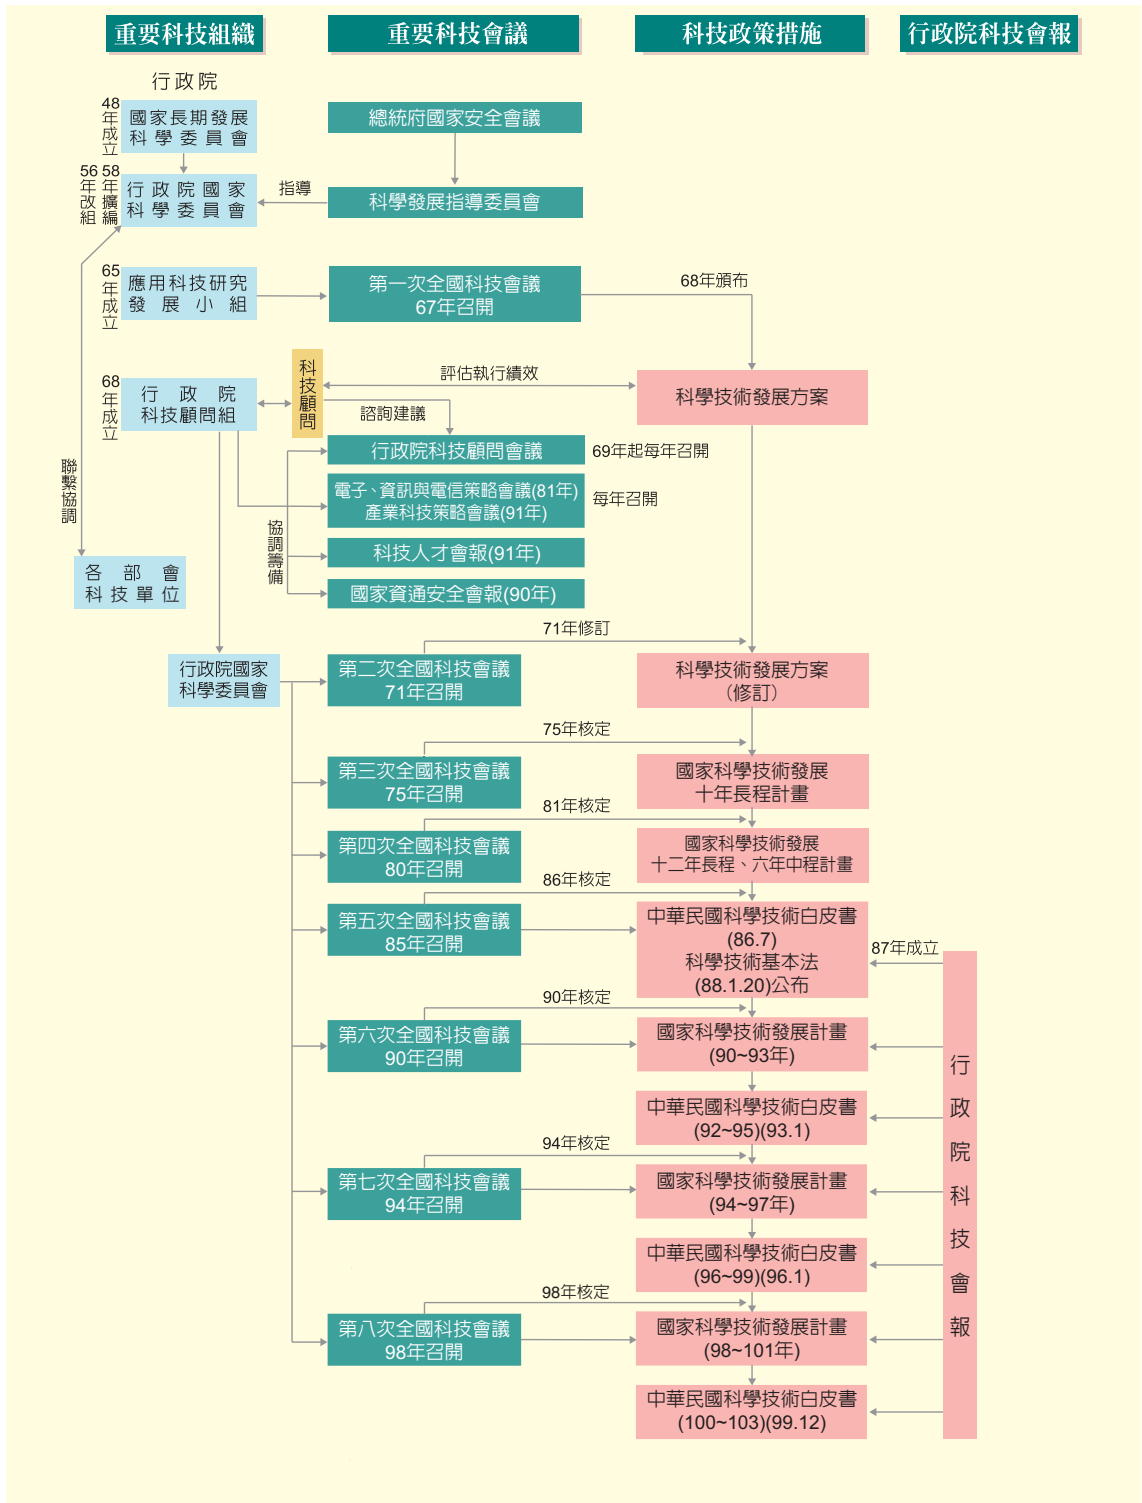 重要科技組織
重要科技會議
科技政策措施
行政院科技會報
行政院
48年成立
國家長期發展
科學委員會
56年改組
58年擴編
行政院國家
科學委員會
指導
總統府國家安全會議
科學發展指導委員會
65年成立
應用科技研究
發展小組
第一次全國科技會議
67年召開
68年頒布
68年成立
行政院
科技顧問組
科技顧問
評估執行績效
諮詢建議
科學技術發展方案
行政院科技顧問會議
69年起每年召開
電子、資訊與電信策略會議(81年)
產業科技策略會議(91年)
每年召開
聯繫協調
協調籌備
科技人才會報(91年)
國家資通安全會報(90年)
各部會
科技單位
71年修訂
行政院國家
科學委員會
第二次全國科技會議
71年召開
科學技術發展方案
(修訂)
75年核定
第三次全國科技會議
75年召開
國家科學技術發展
十年長程計畫
81年核定
第四次全國科技會議
80年召開
國家科學技術發展
十二年長程、六年中程計畫
86年核定
第五次全國科技會議
85年召開
中華民國科學技術白皮書
(86.7)
科學技術基本法
(88.1.20)公布
87年成立
行政院科技會報
90年核定
第六次全國科技會議
90年召開
國家科學技術發展計畫
(90~93年)
中華民國科學技術白皮書
(92~95)(93.1)
94年核定
第七次全國科技會議
94年召開
國家科學技術發展計畫
(94~97年)
中華民國科學技術白皮書
(96~99)(96.1)
98年核定
第八次全國科技會議
98年召開
國家科學技術發展計畫
(98~101年)
中華民國科學技術白皮書
(100~103)(99.12)